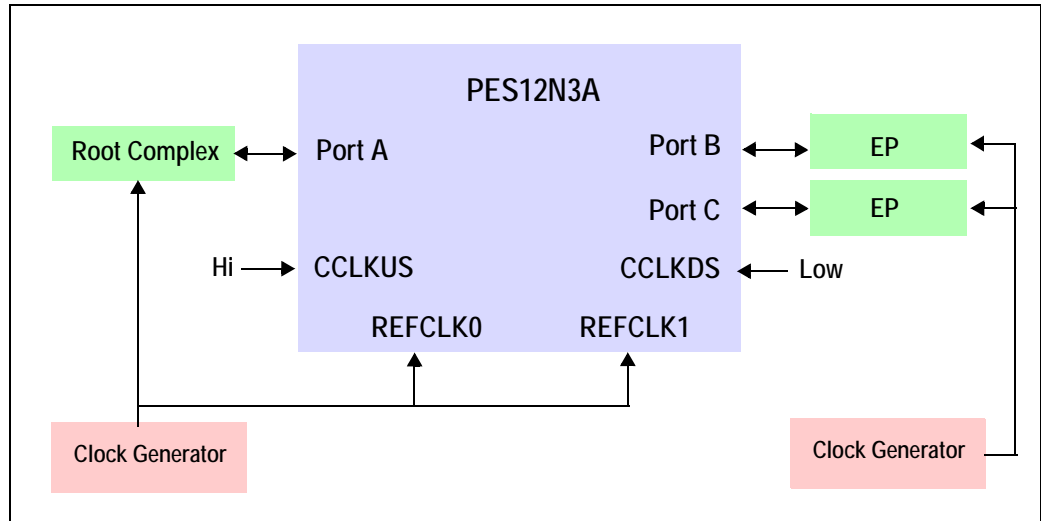 PES12N3A
Root Complex
Port A
Port B
EP
Port C
EP
Hi
CCLKUS
CCLKDS
Low
REFCLK0
REFCLK1
Clock Generator
Clock Generator